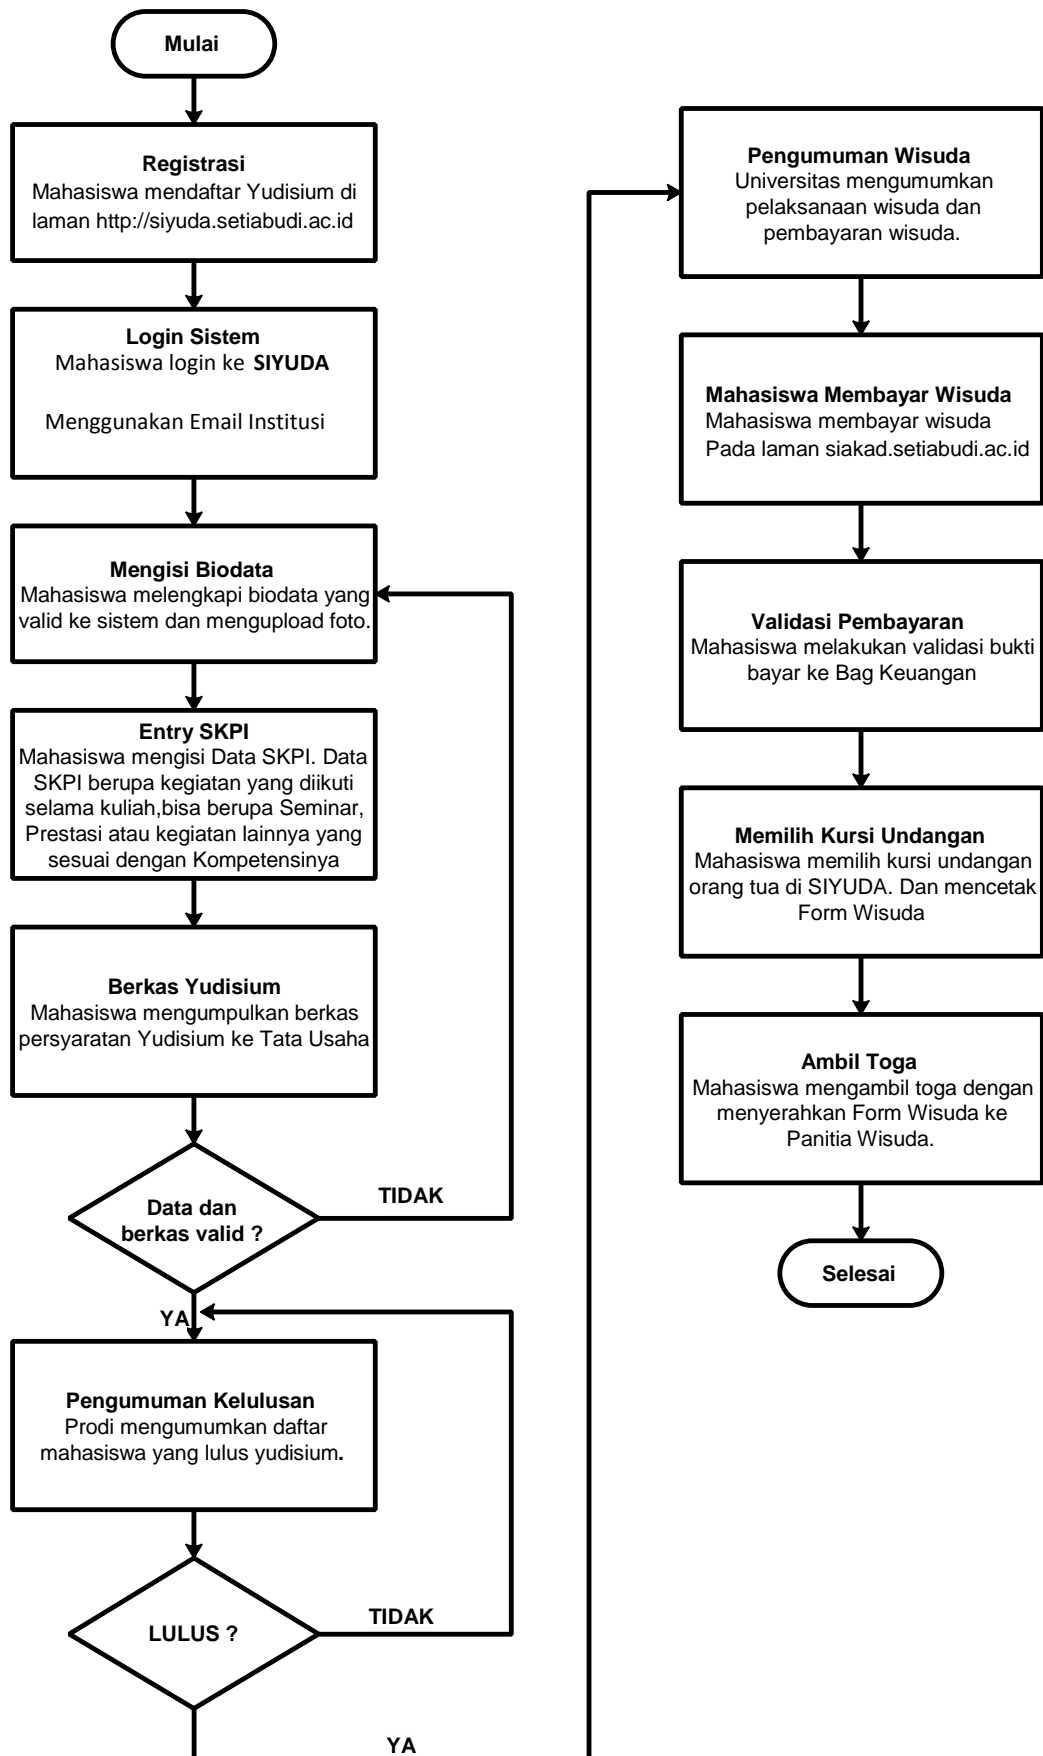 Mulai
Registrasi
Mahasiswa mendaftar Yudisium di
laman http://siyuda.setiabudi.ac.id
Login Sistem
Mahasiswa login ke SIYUDA
Menggunakan Email Institusi
Mengisi Biodata
Mahasiswa melengkapi biodata yang
valid ke sistem dan mengupload foto.
Entry SKPI
Mahasiswa mengisi Data SKPI. Data
SKPI berupa kegiatan yang diikuti
selama kuliah,bisa berupa Seminar,
Prestasi atau kegiatan lainnya yang
sesuai dengan Kompetensinya
Berkas Yudisium
Mahasiswa mengumpulkan berkas
persyaratan Yudisium ke Tata Usaha
Data dan
berkas valid ?
TIDAK
YA
Pengumuman Kelulusan
Prodi mengumumkan daftar
mahasiswa yang lulus yudisium.
LULUS ?
TIDAK
YA
Pengumuman Wisuda
Universitas mengumumkan
pelaksanaan wisuda dan
pembayaran wisuda.
Mahasiswa Membayar Wisuda
Mahasiswa membayar wisuda
Pada laman siakad.setiabudi.ac.id
Validasi Pembayaran
Mahasiswa melakukan validasi bukti
bayar ke Bag Keuangan
Memilih Kursi Undangan
Mahasiswa memilih kursi undangan
orang tua di SIYUDA. Dan mencetak
Form Wisuda
Ambil Toga
Mahasiswa mengambil toga dengan
menyerahkan Form Wisuda ke
Panitia Wisuda.
Selesai